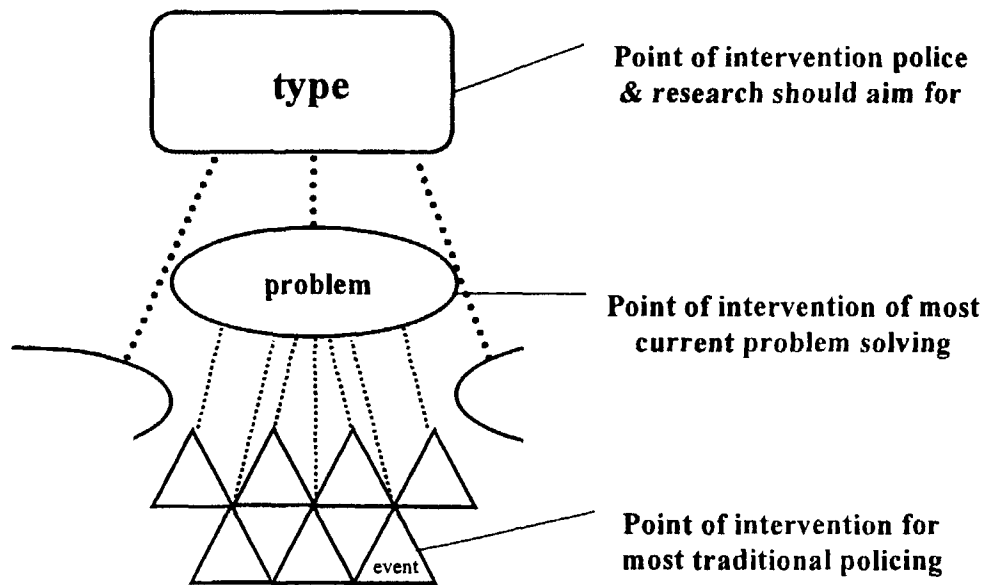 type
Point of intervention police
& research should aim for
problem
Point of intervention of most
current problem solving
event
Point of intervention for
most traditional policing